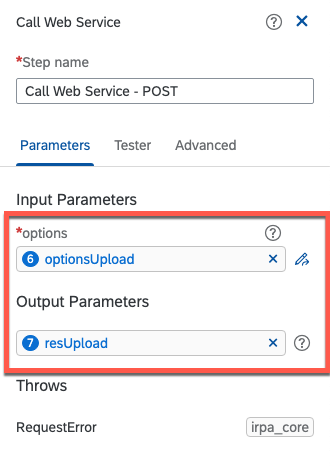 Call Web Service
*Step name
Call Web Service - POST
Parameters Tester Advanced
Input Parameters
*options
6 optionsUpload
Output Parameters
7 resUpload
Throws
RequestError irpa_core